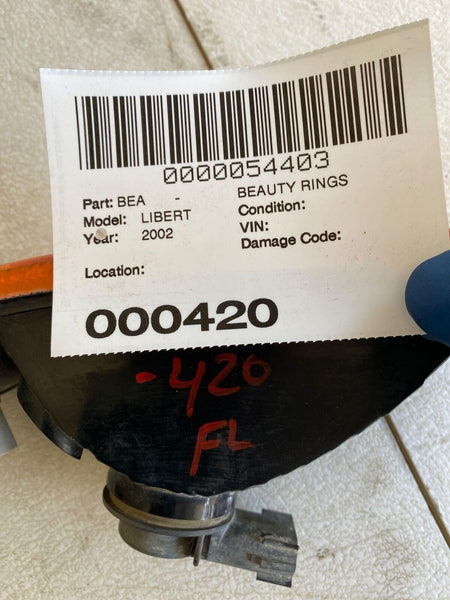 0000054403
Part: BEA - BEAUTY RINGS
Model: LIBERT Condition:
Year: 2002 VIN:
Damage Code:
Location:
000420
-420
FL